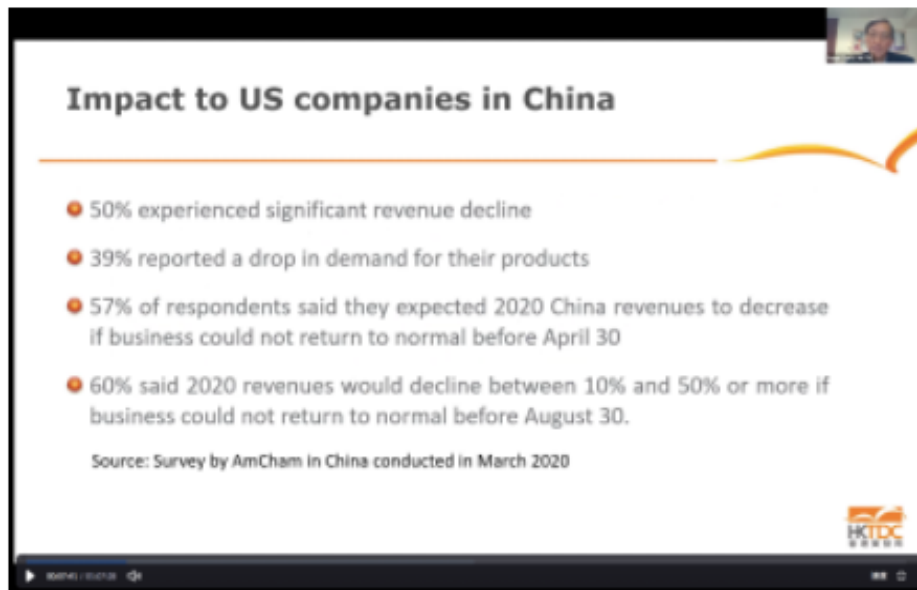 Impact to US companies in China
50% experienced significant revenue decline
39% reported a drop in demand for their products
57% of respondents said they expected 2020 China revenues to decrease
if business could not return to normal before April 30
60% said 2020 revenues would decline between 10% and 50% or more if
business could not return to normal before August 30.
Source: Survey by AmCham in China conducted in March 2020
HKTDC